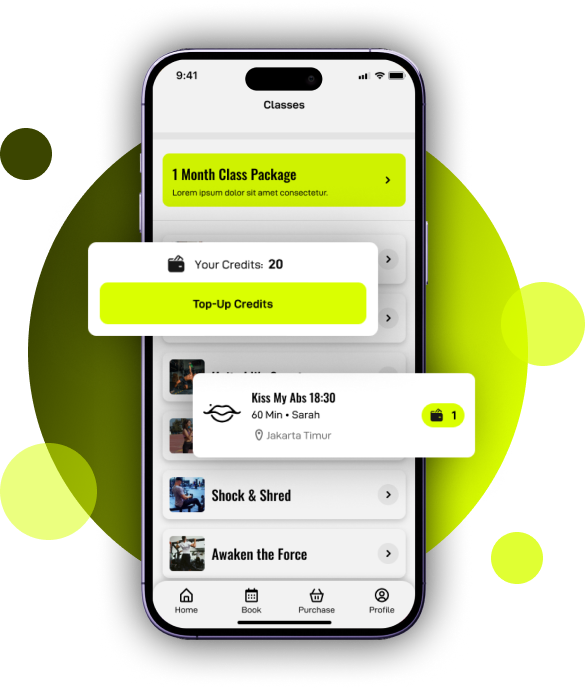 9:41
Classes
1 Month Class Package
Lorem ipsum dolor sit amet consectetur.
Your Credits: 20
Top-Up Credits
Kiss My Abs 18:30
60 Min • Sarah
1
Jakarta Timur
Shock & Shred
Awaken the Force
Home
Book
Purchase
Profile